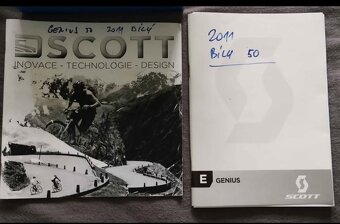 GENIUS 50 2011 BÍLÝ
SCOTT
INOVACE - TECHNOLOGIE - DESIGN
2011
BÍLÝ 50
E GENIUS
SCOTT